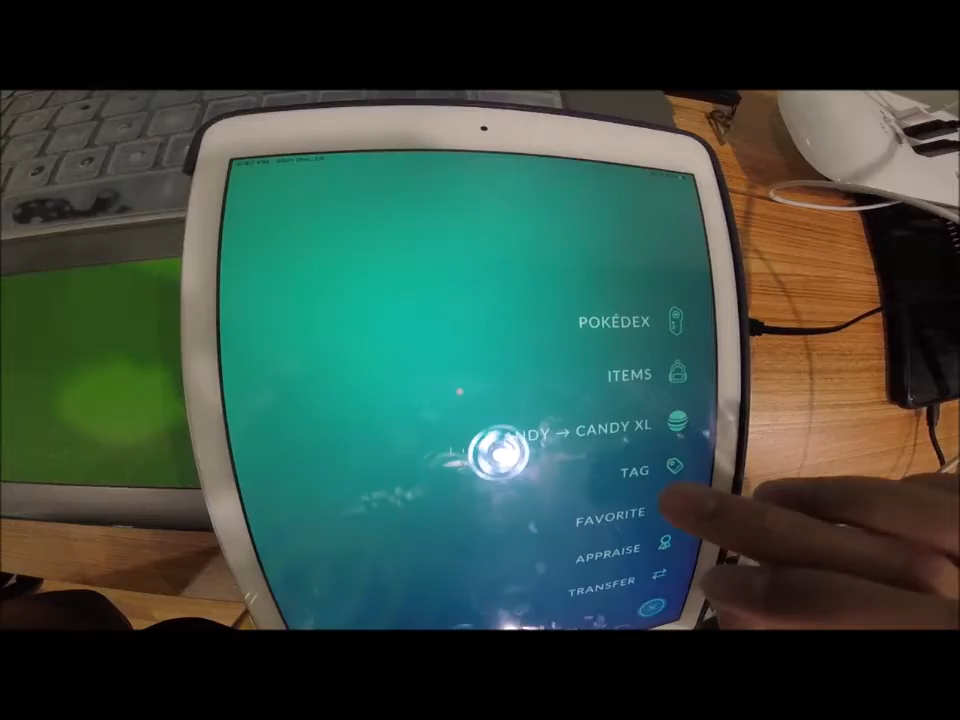 POKÉDEX
ITEMS
→ CANDY XL
TAG
FAVORITE
APPRAISE
TRANSFER